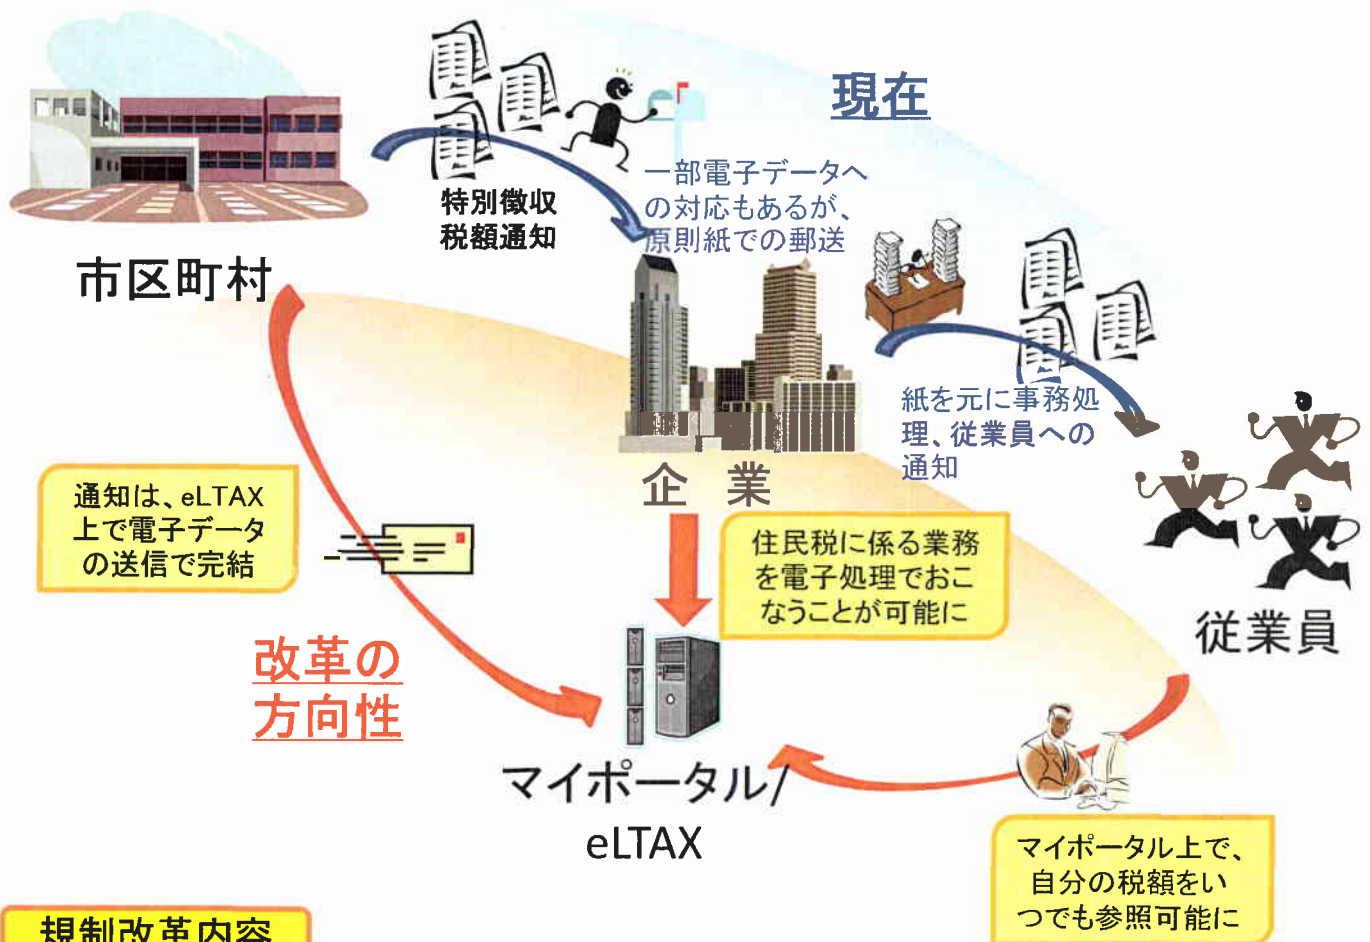 現在
特別徴収
税額通知
一部電子データへ
の対応もあるが、
原則紙での郵送
市区町村
紙を元に事務処
理、従業員への
通知
企 業
通知は、eLTAX
上で電子データ
の送信で完結
住民税に係る業務
を電子処理でおこ
なうことが可能に
従業員
改革の
方向性
マイポータル/
eLTAX
マイポータル上で、
自分の税額をい
つでも参照可能に
規制改革内容